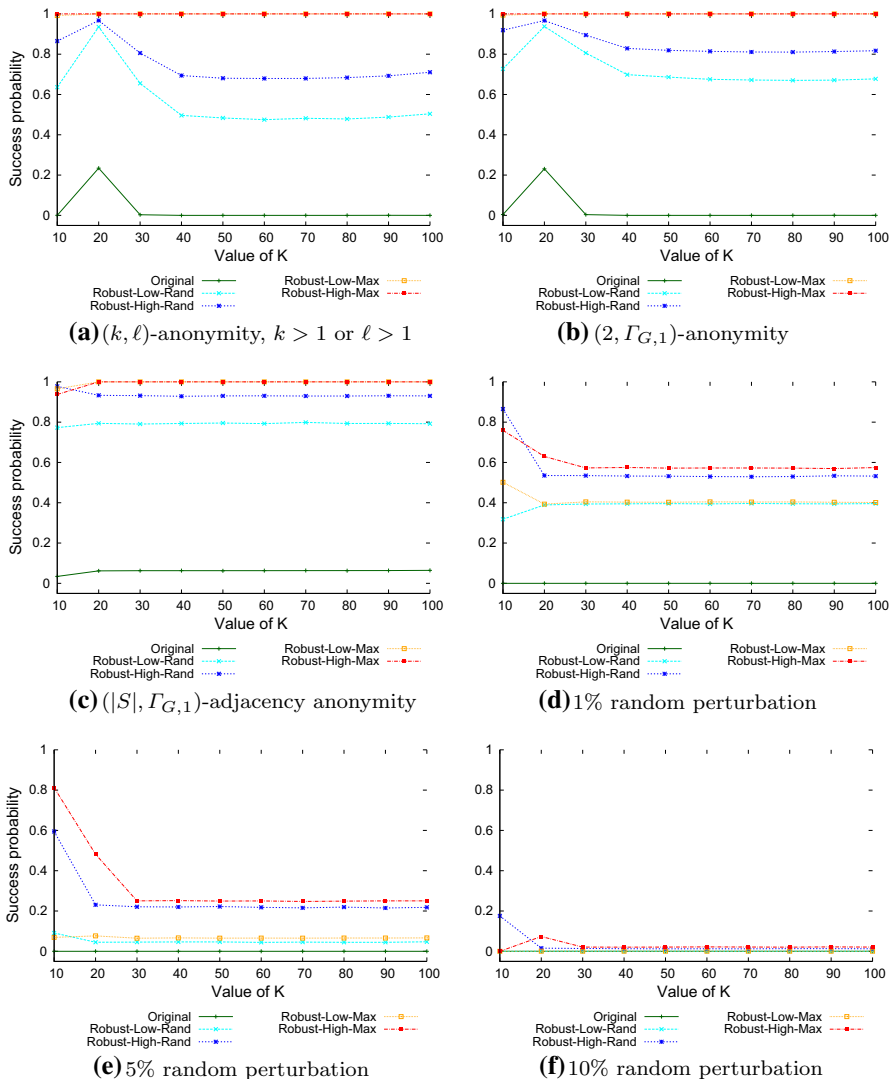 Success probability
1
0.8
0.6
0.4
0.2
0
10 20 30 40 50 60 70 80 90 100
Value of K
Original
Robust-Low-Rand
Robust-High-Rand
Robust-Low-Max
Robust-High-Max
(a) (k, ℓ)-anonymity, k > 1 or ℓ > 1
1
0.8
0.6
0.4
0.2
0
10 20 30 40 50 60 70 80 90 100
Value of K
Original
Robust-Low-Rand
Robust-High-Rand
Robust-Low-Max
Robust-High-Max
(b) (2, Γ_{G,1})-anonymity
Success probability
1
0.8
0.6
0.4
0.2
0
10 20 30 40 50 60 70 80 90 100
Value of K
Original
Robust-Low-Rand
Robust-High-Rand
Robust-Low-Max
Robust-High-Max
(c) (|S|, Γ_{G,1})-adjacency anonymity
1
0.8
0.6
0.4
0.2
0
10 20 30 40 50 60 70 80 90 100
Value of K
Original
Robust-Low-Rand
Robust-High-Rand
Robust-Low-Max
Robust-High-Max
(d) 1% random perturbation
Success probability
1
0.8
0.6
0.4
0.2
0
10 20 30 40 50 60 70 80 90 100
Value of K
Original
Robust-Low-Rand
Robust-High-Rand
Robust-Low-Max
Robust-High-Max
(e) 5% random perturbation
1
0.8
0.6
0.4
0.2
0
10 20 30 40 50 60 70 80 90 100
Value of K
Original
Robust-Low-Rand
Robust-High-Rand
Robust-Low-Max
Robust-High-Max
(f) 10% random perturbation